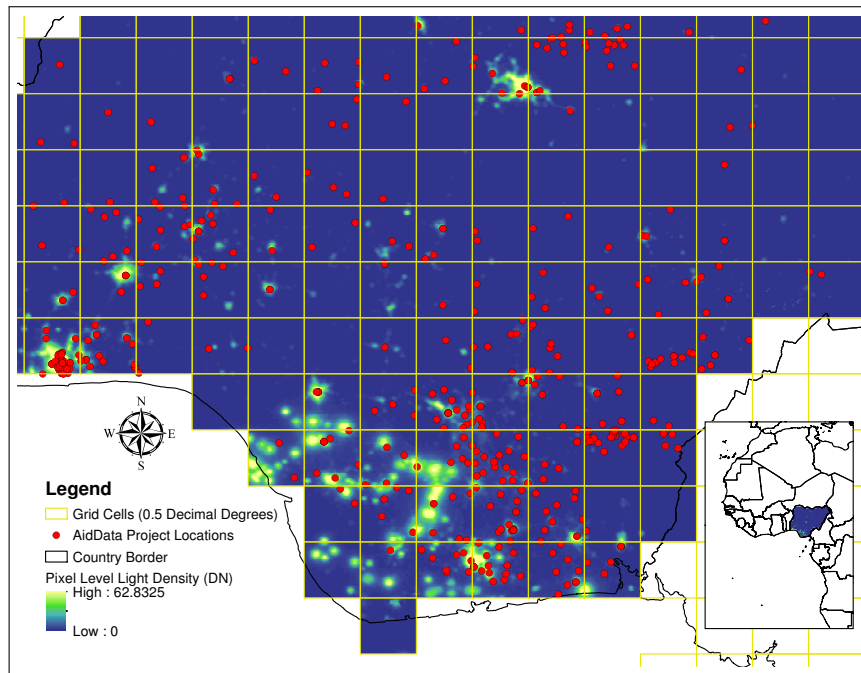 N
W E
S
Legend
Grid Cells (0.5 Decimal Degrees)
AidData Project Locations
Country Border
Pixel Level Light Density (DN)
High : 62.8325
Low : 0